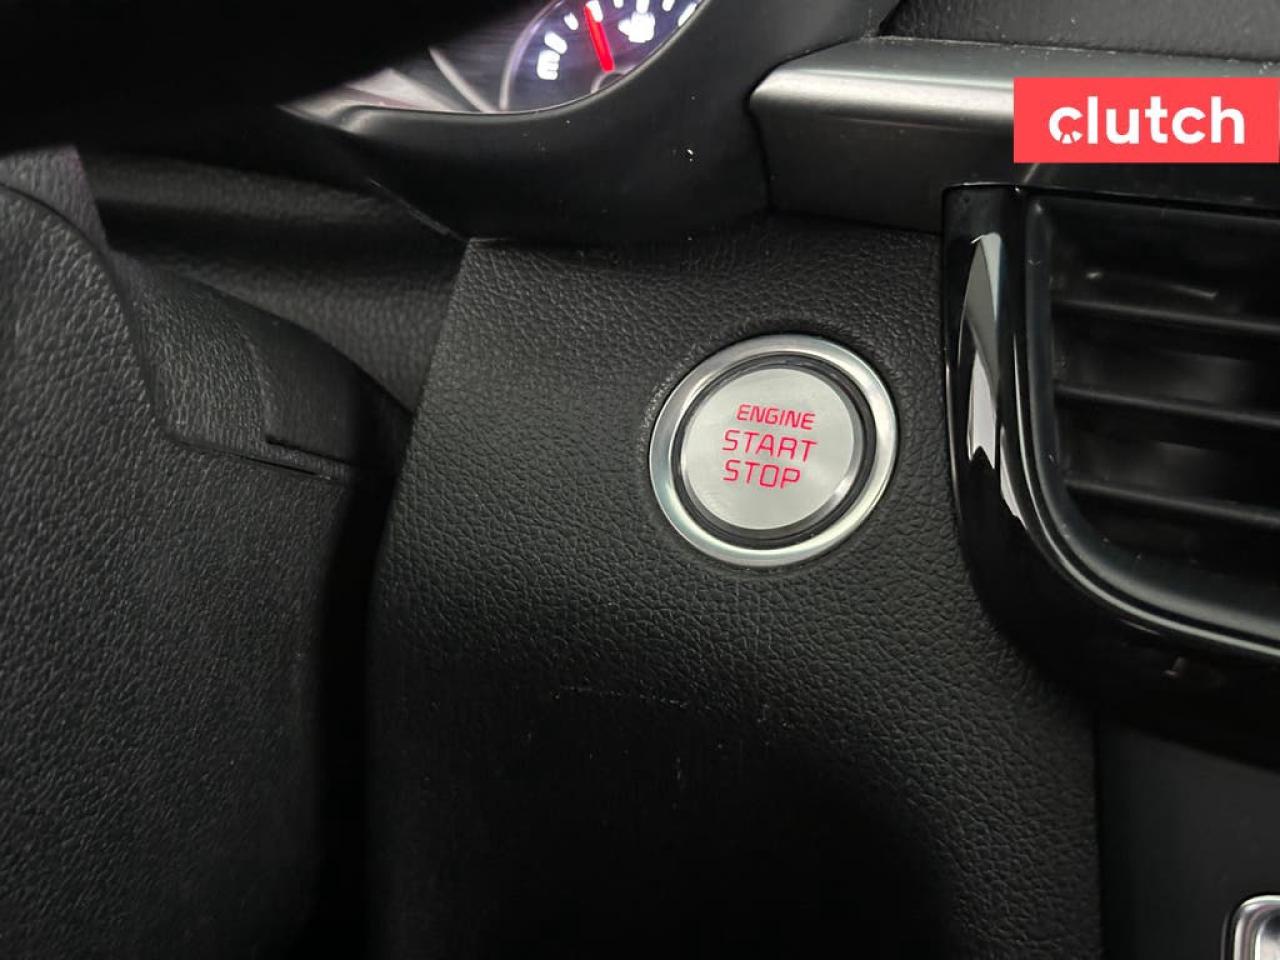 clutch
ENGINE
START
STOP